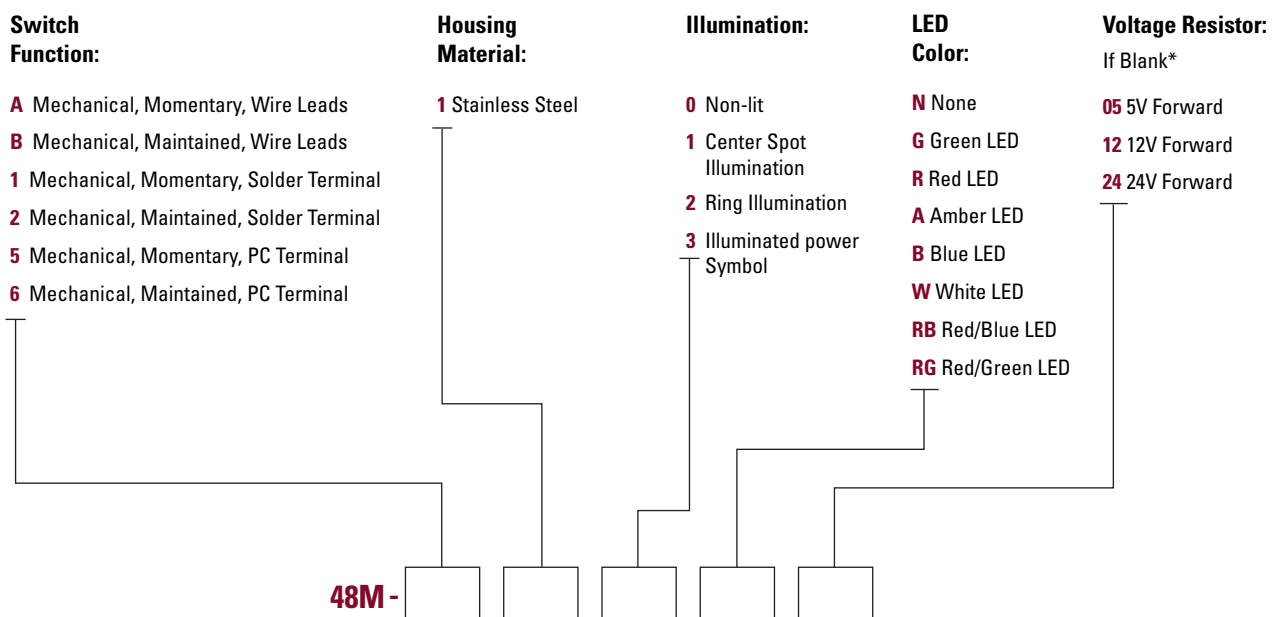 Switch
Function:
A Mechanical, Momentary, Wire Leads
B Mechanical, Maintained, Wire Leads
1 Mechanical, Momentary, Solder Terminal
2 Mechanical, Maintained, Solder Terminal
5 Mechanical, Momentary, PC Terminal
6 Mechanical, Maintained, PC Terminal
Housing
Material:
1 Stainless Steel
Illumination:
0 Non-lit
1 Center Spot
Illumination
2 Ring Illumination
3 Illuminated power
Symbol
LED
Color:
N None
G Green LED
R Red LED
A Amber LED
B Blue LED
W White LED
RB Red/Blue LED
RG Red/Green LED
Voltage Resistor:
If Blank*
05 5V Forward
12 12V Forward
24 24V Forward
48M -